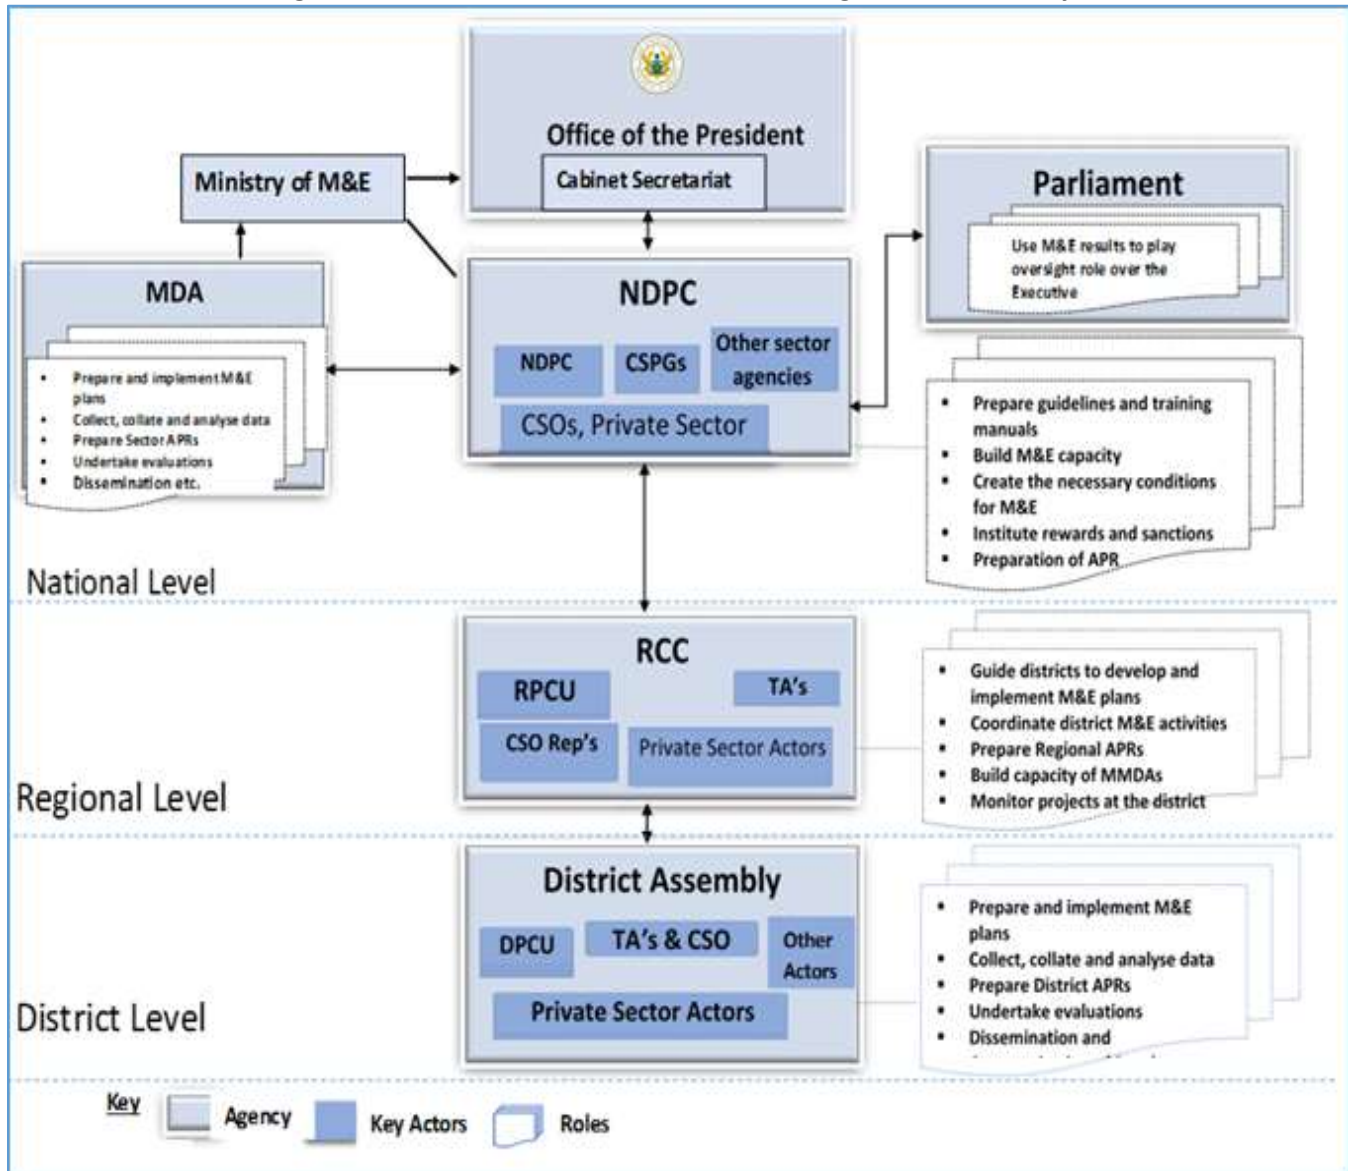 Office of the President
Cabinet Secretariat
Ministry of M&E
Parliament
Use M&E results to play
oversight role over the
Executive
MDA
▪ Prepare and implement M&E
plans
▪ Collect, collate and analyse data
▪ Prepare Sector APRs
▪ Undertake evaluations
▪ Dissemination etc.
NDPC
NDPC
CSPGs
Other sector
agencies
CSOs, Private Sector
▪ Prepare guidelines and training
manuals
▪ Build M&E capacity
▪ Create the necessary conditions
for M&E
▪ Institute rewards and sanctions
▪ Preparation of APR
National Level
RCC
RPCU
TA's
CSO Rep's
Private Sector Actors
▪ Guide districts to develop and
implement M&E plans
▪ Coordinate district M&E activities
▪ Prepare Regional APRs
▪ Build capacity of MMDAs
▪ Monitor projects at the district
Regional Level
District Assembly
DPCU
TA's & CSO
Other
Actors
Private Sector Actors
▪ Prepare and implement M&E
plans
▪ Collect, collate and analyse data
▪ Prepare District APRs
▪ Undertake evaluations
▪ Dissemination and
District Level
Key
Agency
Key Actors
Roles